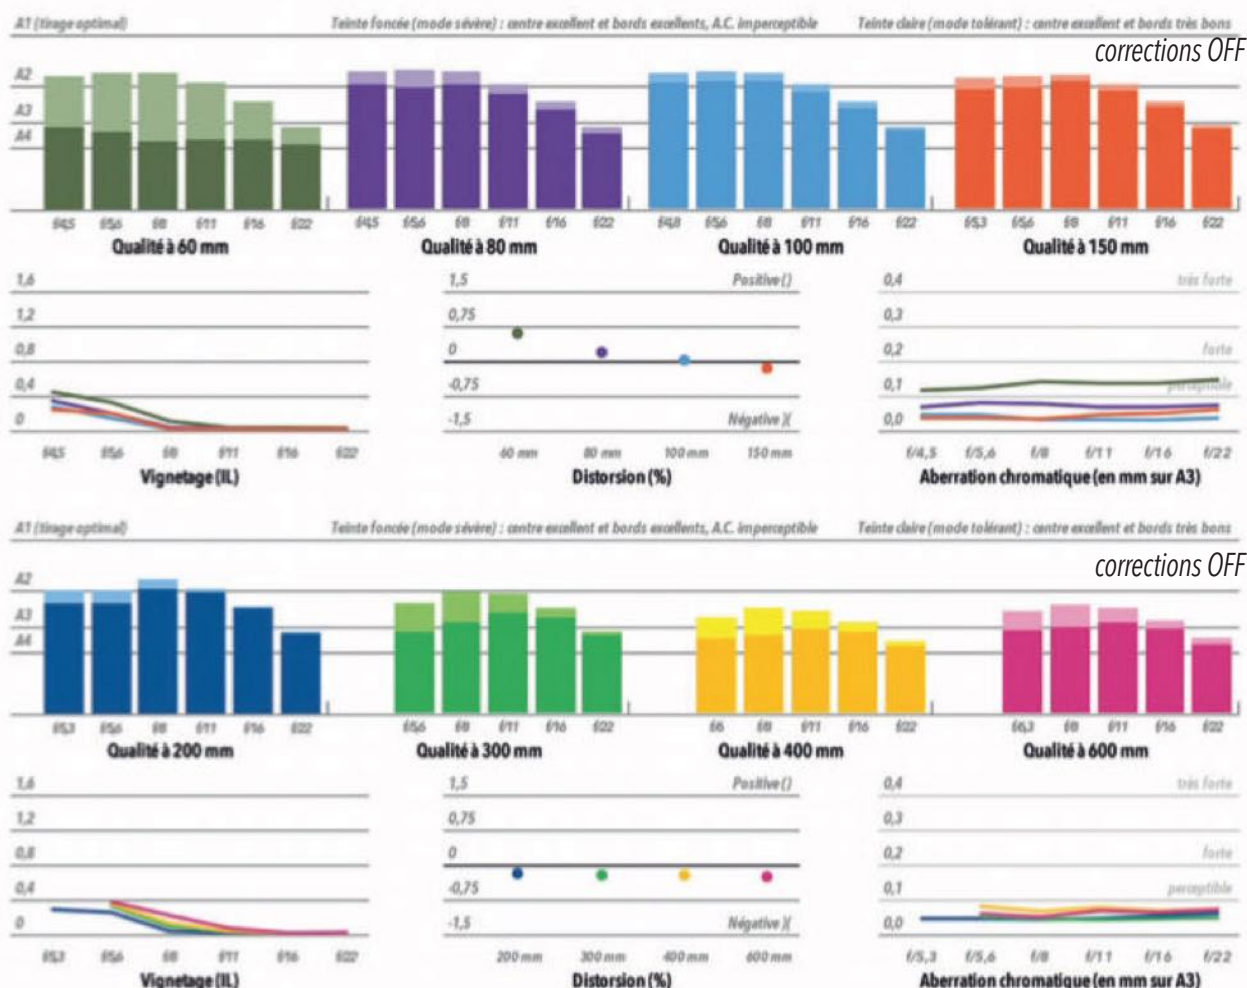 A1 (tirage optimal) Teinte foncée (mode sévère) : centre excellent et bords excellents, A.C. imperceptible Teinte claire (mode tolérant) : centre excellent et bords très bons
corrections OFF
A2
A3
A4
f/4,5 f/5,6 f/8 f/11 f/16 f/22 f/4,5 f/5,6 f/8 f/11 f/16 f/22 f/4,8 f/5,6 f/8 f/11 f/16 f/22 f/5,3 f/5,6 f/8 f/11 f/16 f/22
Qualité à 60 mm Qualité à 80 mm Qualité à 100 mm Qualité à 150 mm
1,6 1,5 Positive () 0,4 très forte
1,2 0,75 0,3
0,8 0 0,2 forte
0,4 -0,75 0,1 perceptible
0 -1,5 Négative )( 0,0
f/4,5 f/5,6 f/8 f/11 f/16 f/22 60 mm 80 mm 100 mm 150 mm f/4,5 f/5,6 f/8 f/11 f/16 f/22
Vignetage (IL) Distorsion (%) Aberration chromatique (en mm sur A3)
A1 (tirage optimal) Teinte foncée (mode sévère) : centre excellent et bords excellents, A.C. imperceptible Teinte claire (mode tolérant) : centre excellent et bords très bons
corrections OFF
A2
A3
A4
f/5,3 f/5,6 f/8 f/11 f/16 f/22 f/5,6 f/8 f/11 f/16 f/22 f/6 f/8 f/11 f/16 f/22 f/6,3 f/8 f/11 f/16 f/22
Qualité à 200 mm Qualité à 300 mm Qualité à 400 mm Qualité à 600 mm
1,6 1,5 Positive () 0,4 très forte
1,2 0,75 0,3
0,8 0 0,2 forte
0,4 -0,75 0,1 perceptible
0 -1,5 Négative )( 0,0
f/5,3 f/5,6 f/8 f/11 f/16 f/22 200 mm 300 mm 400 mm 600 mm f/5,3 f/5,6 f/8 f/11 f/16 f/22
Vignetage (IL) Distorsion (%) Aberration chromatique (en mm sur A3)